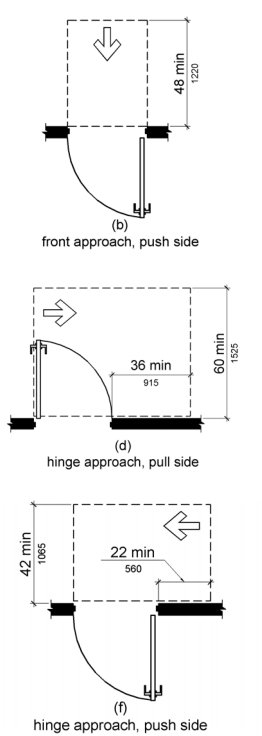 48 min
1220
(b)
front approach, push side
36 min
915
60 min
1525
(d)
hinge approach, pull side
42 min
1065
22 min
560
(f)
hinge approach, push side